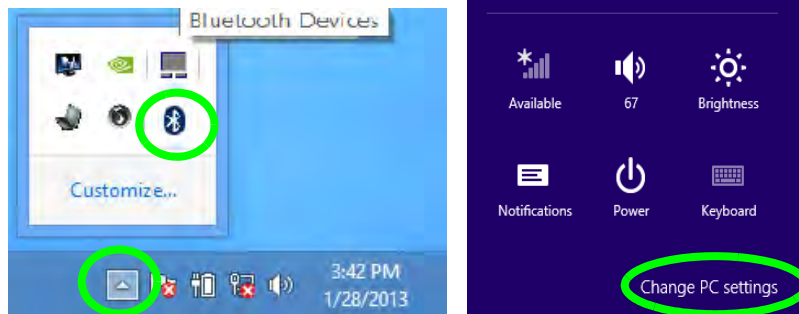 Bluetooth Devices
Customize...
3:42 PM
1/28/2013
Available
67
Brightness
Notifications
Power
Keyboard
Change PC settings